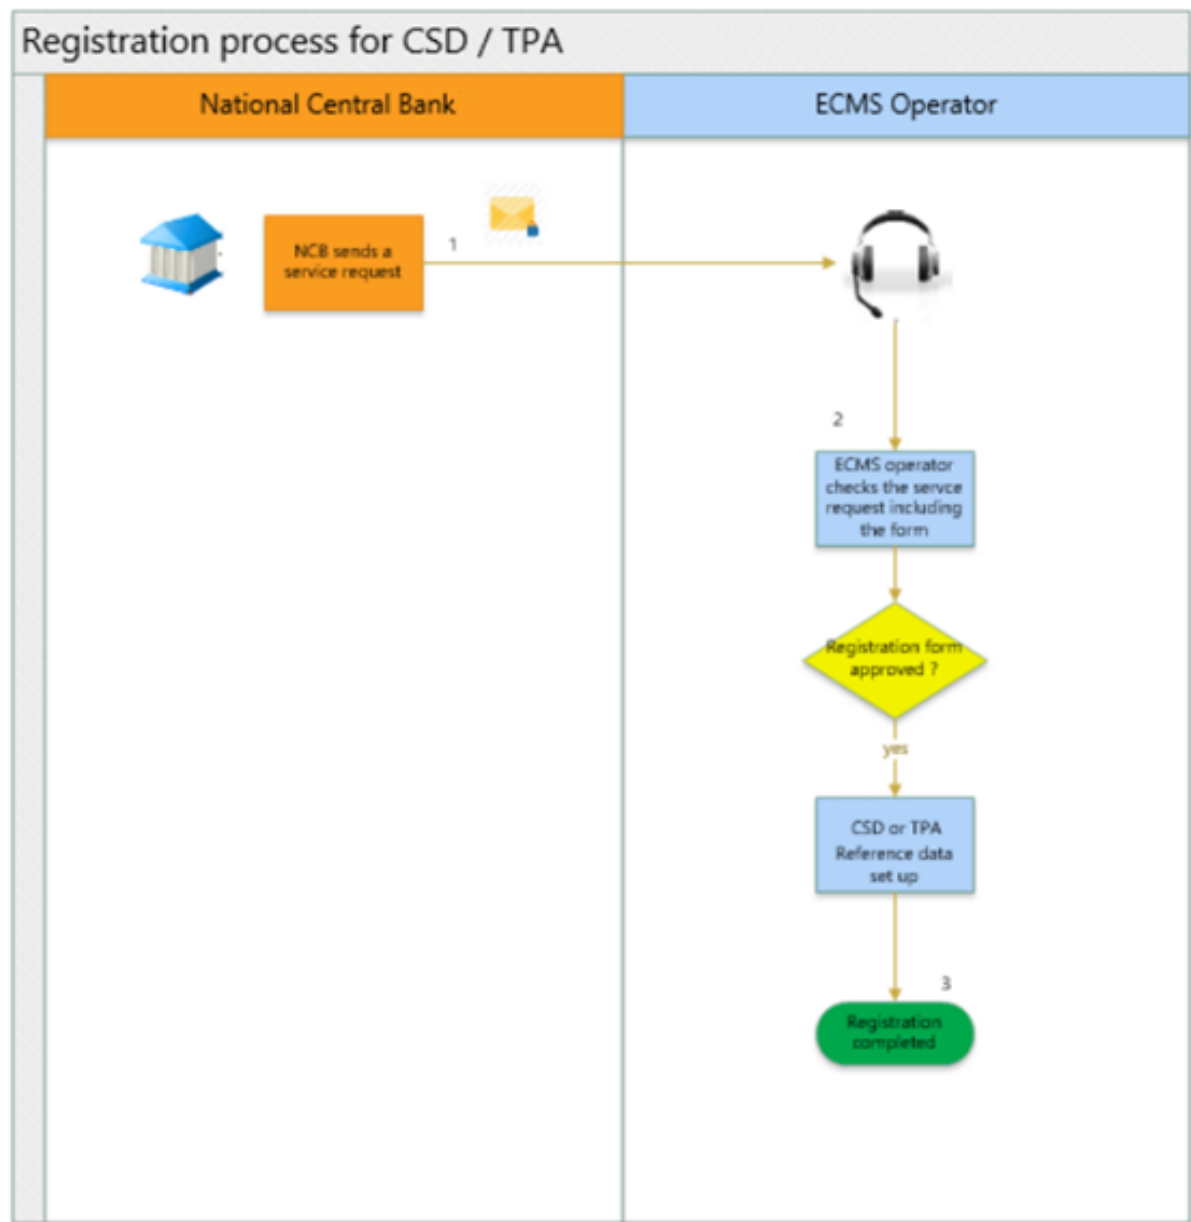 Registration process for CSD / TPA
National Central Bank
ECMS Operator
NCB sends a
service request
1
2
ECMS operator
checks the servce
request including
the form
Registration form
approved ?
yes
CSD or TPA
Reference data
set up
3
Registration
completed